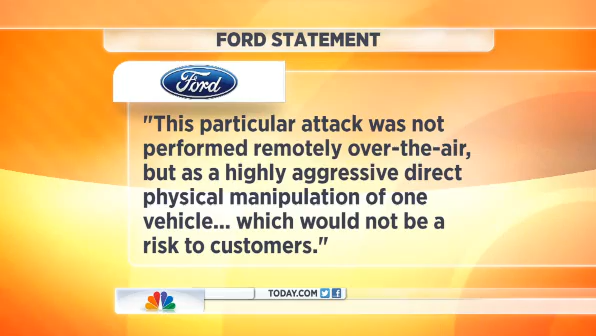 FORD STATEMENT
Ford
"This particular attack was not
performed remotely over-the-air,
but as a highly aggressive direct
physical manipulation of one
vehicle... which would not be a
risk to customers."
TODAY.COM